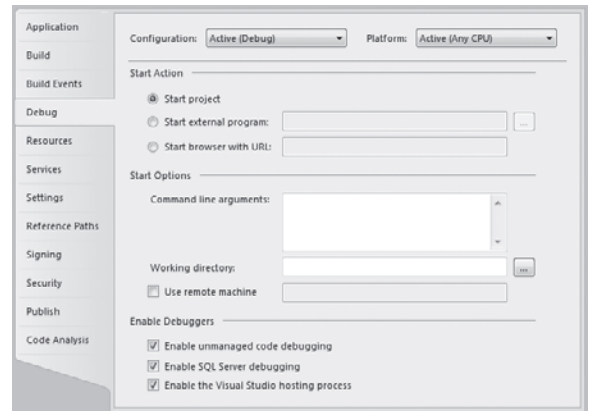 Application
Build
Build Events
Debug
Resources
Services
Settings
Reference Paths
Signing
Security
Publish
Code Analysis
Configuration: Active (Debug) Platform: Active (Any CPU)
Start Action
Start project
Start external program: ...
Start browser with URL:
Start Options
Command line arguments:
Working directory: ...
Use remote machine
Enable Debuggers
Enable unmanaged code debugging
Enable SQL Server debugging
Enable the Visual Studio hosting process